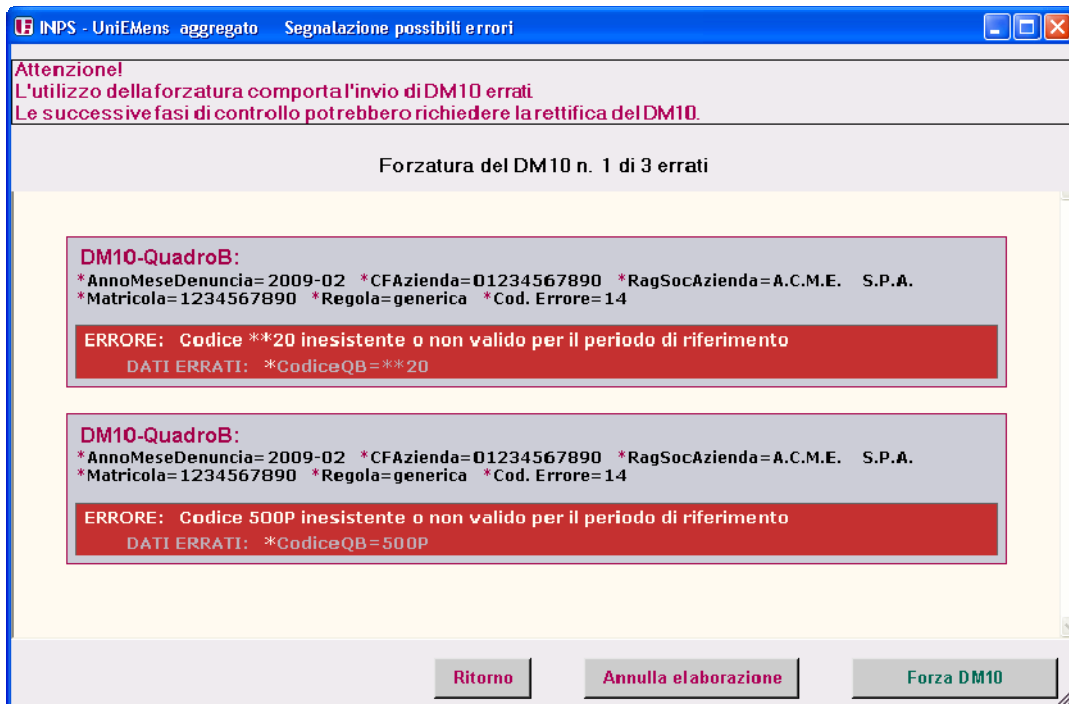 INPS - UniEMens aggregato Segnalazione possibili errori
Attenzione!
L'utilizzo della forzatura comporta l'invio di DM10 errati
Le successive fasi di controllo potrebbero richiedere la rettifica del DM10.
Forzatura del DM10 n. 1 di 3 errati
DM10-QuadroB:
*AnnoMeseDenuncia=2009-02 *CFAzienda=01234567890 *RagSocAzienda=A.C.M.E. S.P.A.
*Matricola=1234567890 *Regola=generica *Cod. Errore=14
ERRORE: Codice **20 inesistente o non valido per il periodo di riferimento
DATI ERRATI: *CodiceQB=**20
DM10-QuadroB:
*AnnoMeseDenuncia=2009-02 *CFAzienda=01234567890 *RagSocAzienda=A.C.M.E. S.P.A.
*Matricola=1234567890 *Regola=generica *Cod. Errore=14
ERRORE: Codice 500P inesistente o non valido per il periodo di riferimento
DATI ERRATI: *CodiceQB=500P
Ritorno Annulla elaborazione Forza DM10